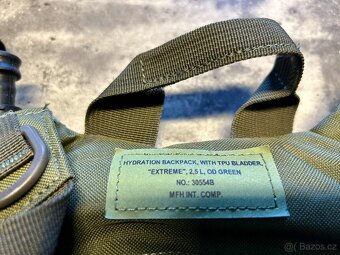 HYDRATION BACKPACK, WITH TPU BLADDER,
"EXTREME", 2,5 L, OD GREEN
NO.: 30554B
MFH INT. COMP.
© Bazos.cz